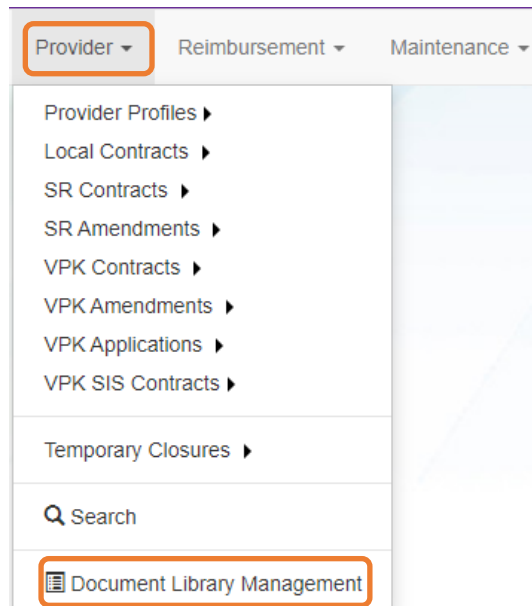 Provider Reimbursement Maintenance
Provider Profiles
Local Contracts
SR Contracts
SR Amendments
VPK Contracts
VPK Amendments
VPK Applications
VPK SIS Contracts
Temporary Closures
Search
Document Library Management